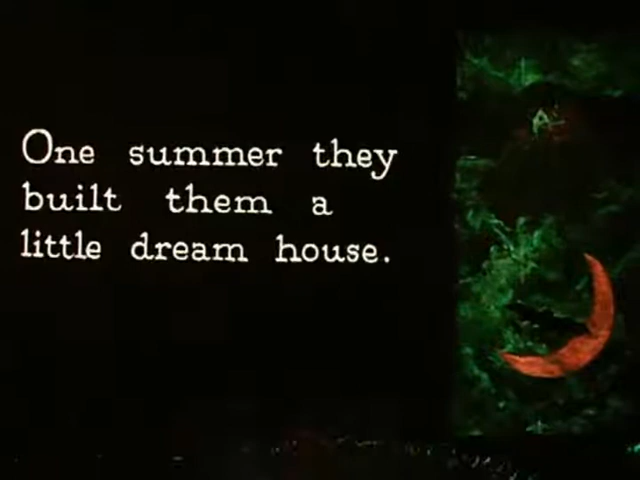 One summer they
built them a
little dream house.